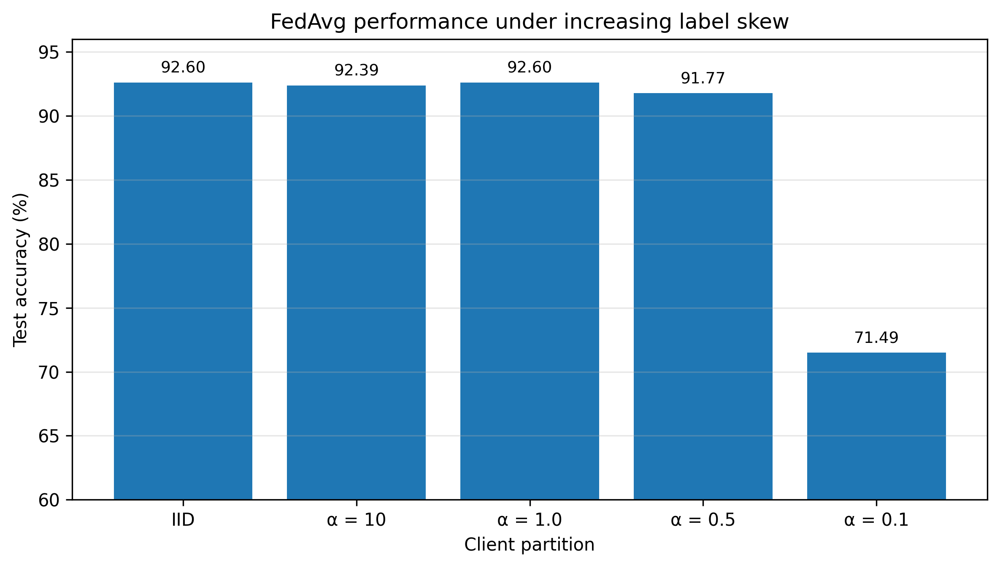 FedAvg performance under increasing label skew
95
90
85
80
75
70
65
60
Test accuracy (%)
92.60
92.39
92.60
91.77
71.49
IID
α = 10
α = 1.0
α = 0.5
α = 0.1
Client partition